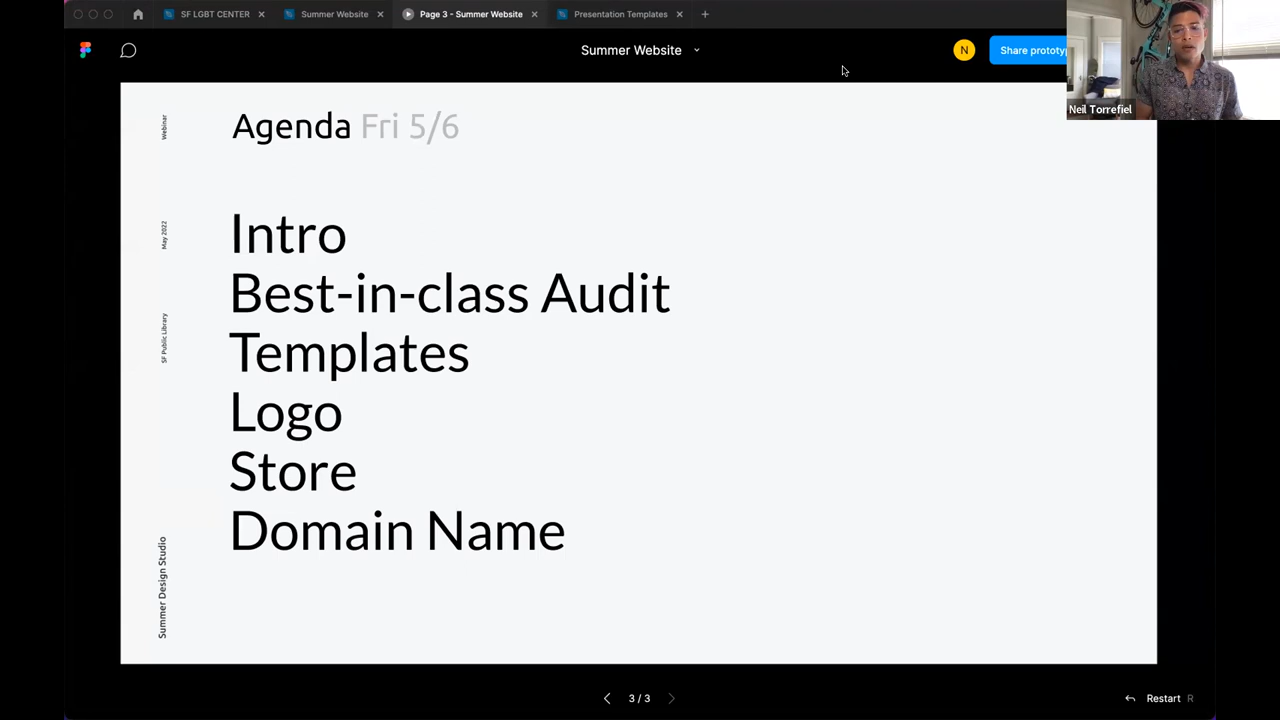 SF LGBT CENTER
Summer Website
Page 3 - Summer Website
Presentation Templates
Summer Website
N
Share prototyp
Neil Torrefiel
Webinar
May 2022
SF Public Library
Summer Design Studio
Agenda Fri 5/6
Intro
Best-in-class Audit
Templates
Logo
Store
Domain Name
3 / 3
Restart R